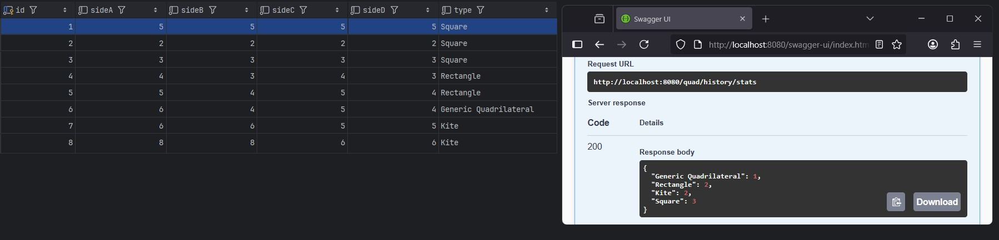 id sideA sideB sideC sideD type
1 5 5 5 5 Square
2 2 2 2 2 Square
3 3 3 3 3 Square
4 4 3 4 3 Rectangle
5 5 4 5 4 Rectangle
6 6 4 5 4 Generic Quadrilateral
7 6 6 5 5 Kite
8 8 8 6 6 Kite
Swagger UI
http://localhost:8080/swagger-ui/index.htm
Request URL
http://localhost:8080/quad/history/stats
Server response
Code Details
200
Response body
{
"Generic Quadrilateral": 1,
"Rectangle": 2,
"Kite": 2,
"Square": 3
}
Download